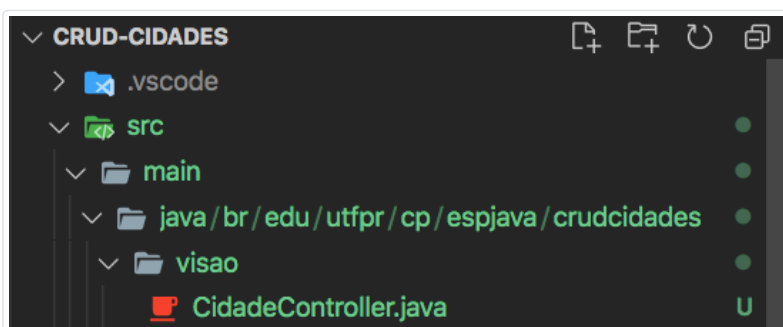 CRUD-CIDADES
.vscode
src
main
java/br/edu/utfpr/cp/espjava/crudcidades
visao
CidadeController.java U